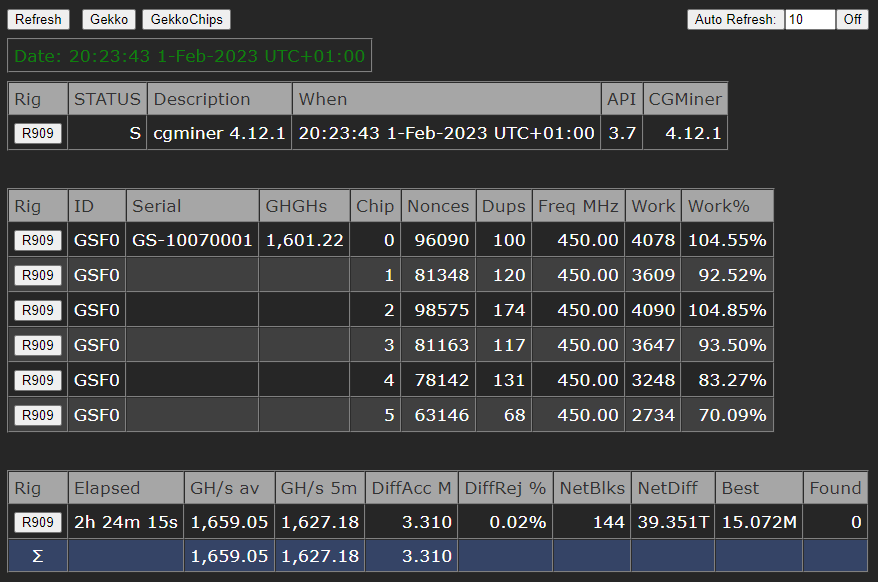 Refresh Gekko GekkoChips Auto Refresh: 10 Off
Date: 20:23:43 1-Feb-2023 UTC+01:00
Rig STATUS Description When API CGMiner
R909 S cgminer 4.12.1 20:23:43 1-Feb-2023 UTC+01:00 3.7 4.12.1
Rig ID Serial GHGHs Chip Nonces Dups Freq MHz Work Work%
R909 GSF0 GS-10070001 1,601.22 0 96090 100 450.00 4078 104.55%
R909 GSF0 1 81348 120 450.00 3609 92.52%
R909 GSF0 2 98575 174 450.00 4090 104.85%
R909 GSF0 3 81163 117 450.00 3647 93.50%
R909 GSF0 4 78142 131 450.00 3248 83.27%
R909 GSF0 5 63146 68 450.00 2734 70.09%
Rig Elapsed GH/s av GH/s 5m DiffAcc M DiffRej % NetBlks NetDiff Best Found
R909 2h 24m 15s 1,659.05 1,627.18 3.310 0.02% 144 39.351T 15.072M 0
Σ 1,659.05 1,627.18 3.310